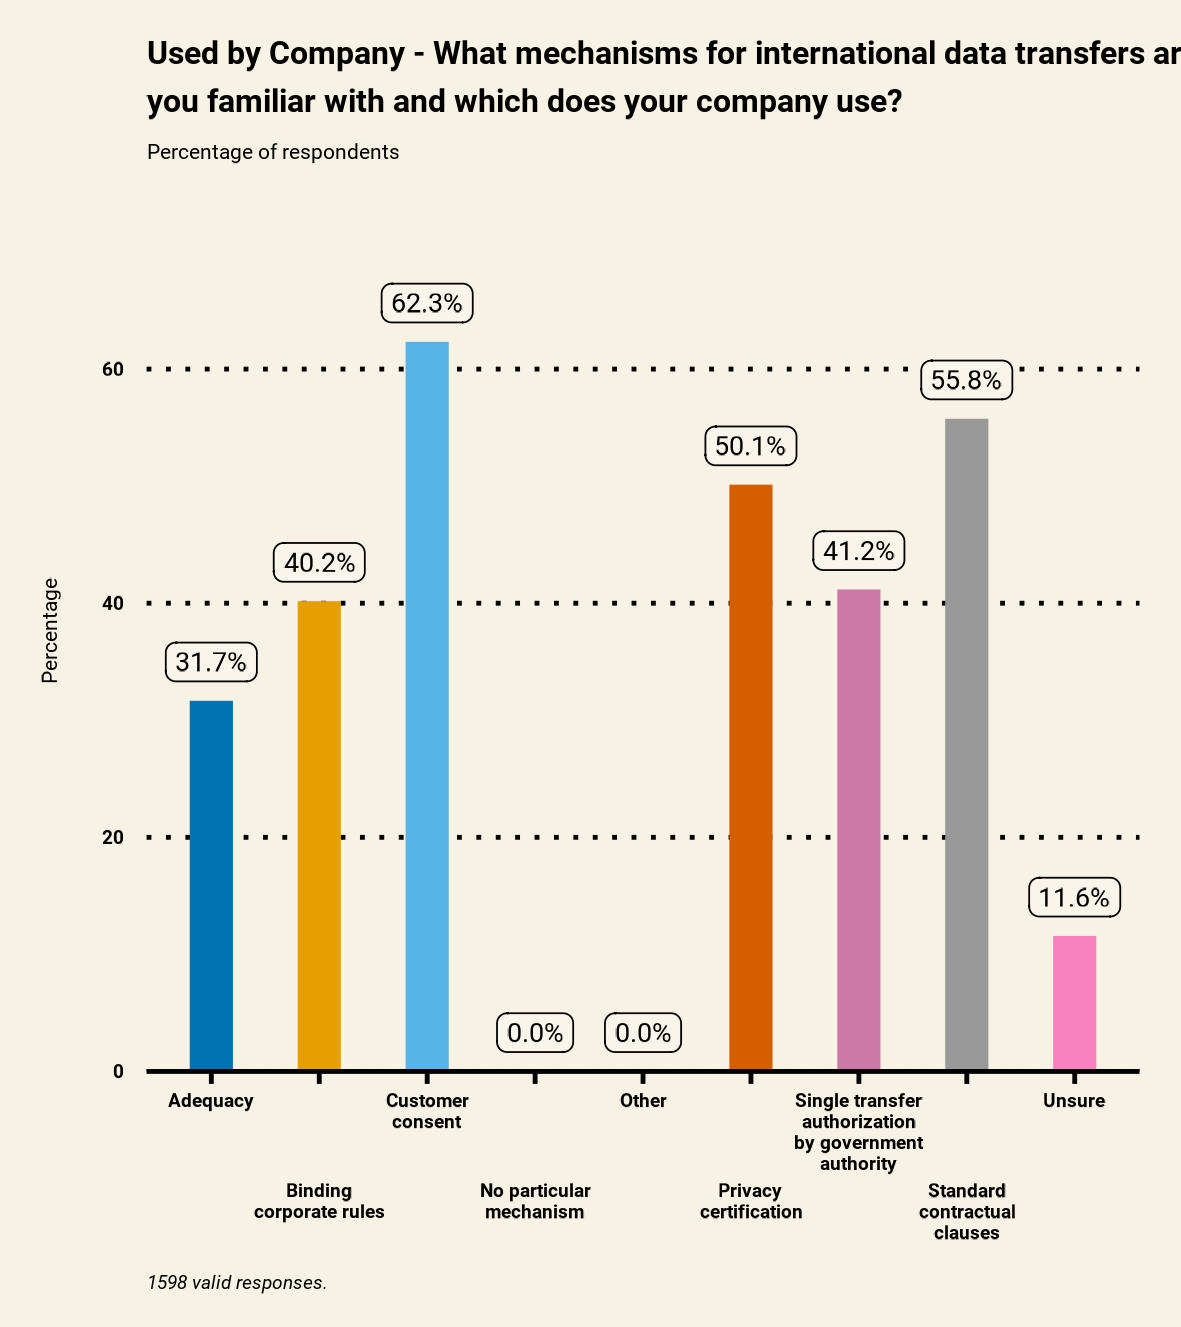 Used by Company - What mechanisms for international data transfers ar
you familiar with and which does your company use?
Percentage of respondents
Percentage
60
40
20
0
31.7%
40.2%
62.3%
0.0%
0.0%
50.1%
41.2%
55.8%
11.6%
Adequacy
Binding
corporate rules
Customer
consent
No particular
mechanism
Other
Privacy
certification
Single transfer
authorization
by government
authority
Standard
contractual
clauses
Unsure
1598 valid responses.